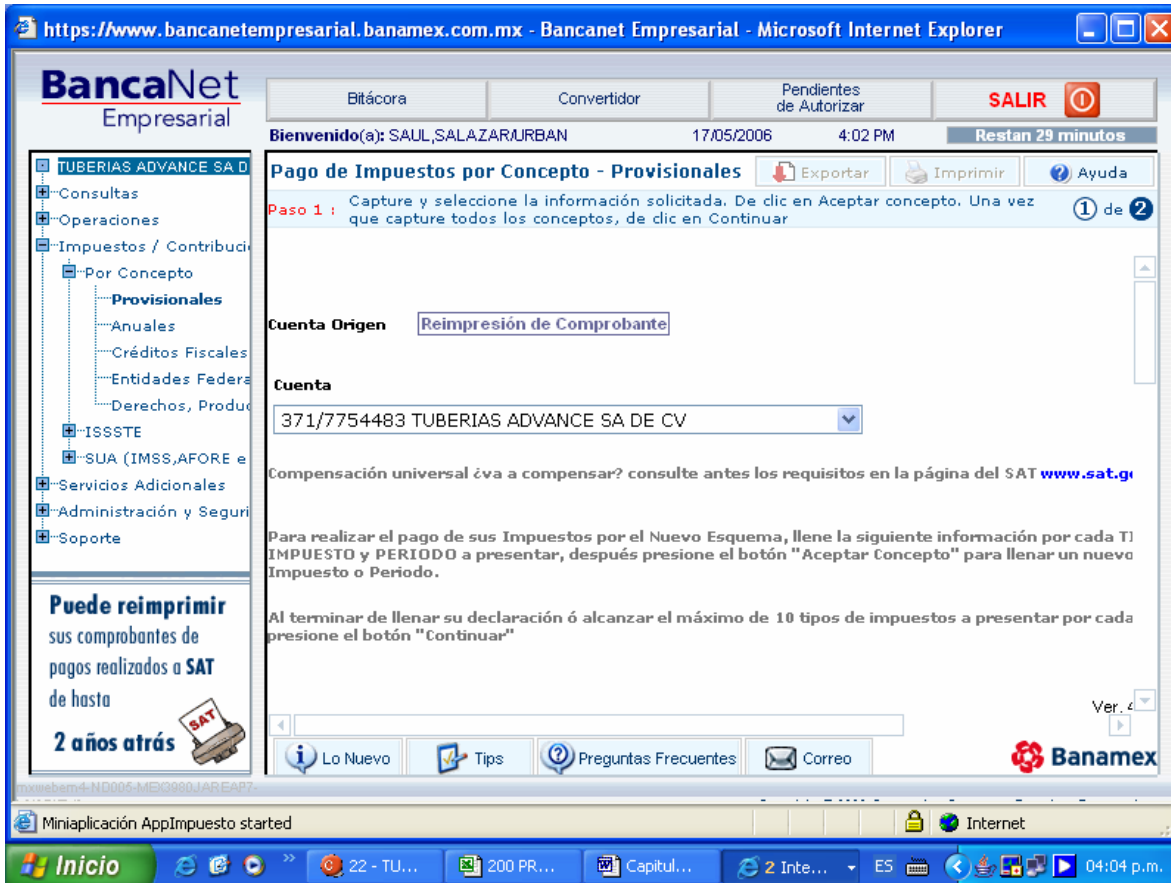 https://www.bancanetempresarial.banamex.com.mx - Bancanet Empresarial - Microsoft Internet Explorer
BancaNet
Empresarial
Bitácora
Convertidor
Pendientes
de Autorizar
SALIR
Bienvenido(a): SAUL,SALAZAR/URBAN 17/05/2006 4:02 PM Restan 29 minutos
TUBERIAS ADVANCE SA D
Consultas
Operaciones
Impuestos / Contribuci
Por Concepto
Provisionales
Anuales
Créditos Fiscales
Entidades Federa
Derechos, Produc
ISSSTE
SUA (IMSS,AFORE e
Servicios Adicionales
Administración y Seguri
Soporte
Puede reimprimir
sus comprobantes de
pagos realizados a SAT
de hasta
2 años atrás
SAT
Pago de Impuestos por Concepto - Provisionales
Exportar
Imprimir
Ayuda
Paso 1 : Capture y seleccione la información solicitada. De clic en Aceptar concepto. Una vez
que capture todos los conceptos, de clic en Continuar
1 de 2
Cuenta Origen
Reimpresión de Comprobante
Cuenta
371/7754483 TUBERIAS ADVANCE SA DE CV
Compensación universal ¿va a compensar? consulte antes los requisitos en la página del SAT www.sat.g
Para realizar el pago de sus Impuestos por el Nuevo Esquema, llene la siguiente información por cada TI
IMPUESTO y PERIODO a presentar, después presione el botón "Aceptar Concepto" para llenar un nuevo
Impuesto o Periodo.
Al terminar de llenar su declaración ó alcanzar el máximo de 10 tipos de impuestos a presentar por cada
presione el botón "Continuar"
Ver. 4
Lo Nuevo
Tips
Preguntas Frecuentes
Correo
Banamex
Miniaplicación AppImpuesto started
Internet
Inicio
22 - TU...
200 PR...
Capitul...
2 Inte...
ES
04:04 p.m.